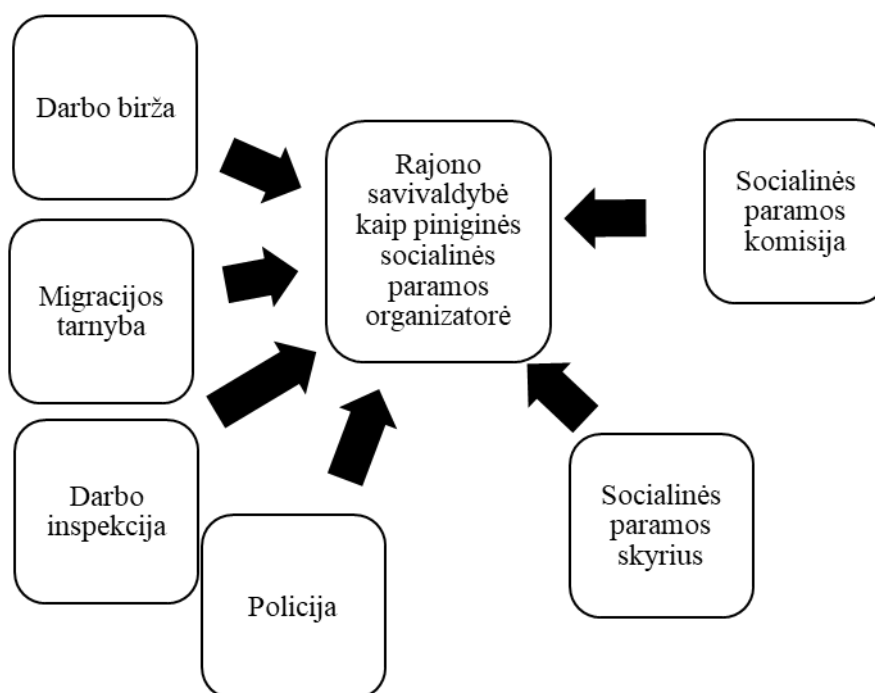 Darbo birža
Rajono
savivaldybė
kaip piniginės
socialinės
paramos
organizatorė
Socialinės
paramos
komisija
Migracijos
tarnyba
Darbo
inspekcija
Socialinės
paramos
skyrius
Policija